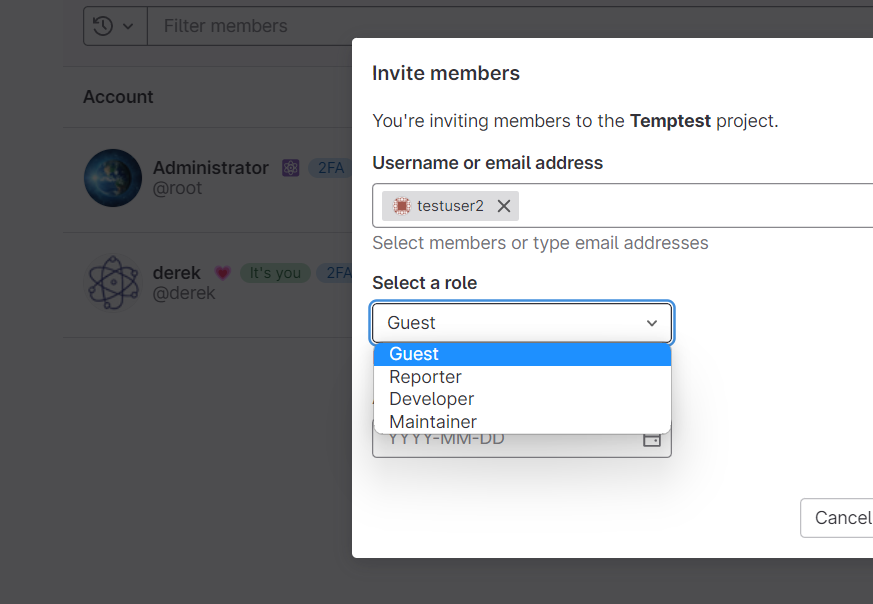 Filter members
Account
Administrator 2FA
@root
derek It's you 2FA
@derek
Invite members
You're inviting members to the Temptest project.
Username or email address
testuser2
Select members or type email addresses
Select a role
Guest
Guest
Reporter
Developer
Maintainer
YYYY-MM-DD
Cancel